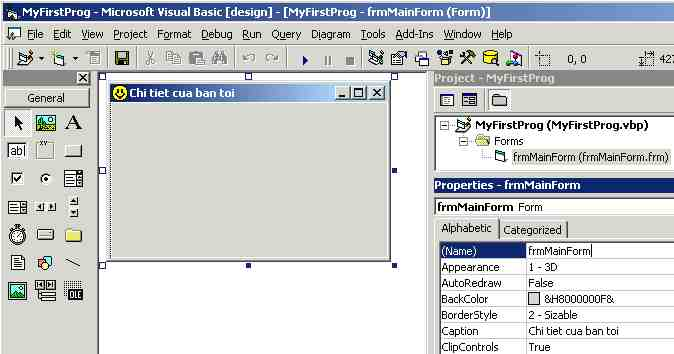 MyFirstProg - Microsoft Visual Basic [design] - [MyFirstProg - frmMainForm (Form)]
File Edit View Project Format Debug Run Query Diagram Tools Add-Ins Window Help
0, 0
427
General
A
ab
XY
OLE
Chi tiet cua ban toi
Project - MyFirstProg
MyFirstProg (MyFirstProg.vbp)
Forms
frmMainForm (frmMainForm.frm)
Properties - frmMainForm
frmMainForm Form
Alphabetic Categorized
(Name) frmMainForm
Appearance 1 - 3D
AutoRedraw False
BackColor &H8000000F&
BorderStyle 2 - Sizable
Caption Chi tiet cua ban toi
ClipControls True